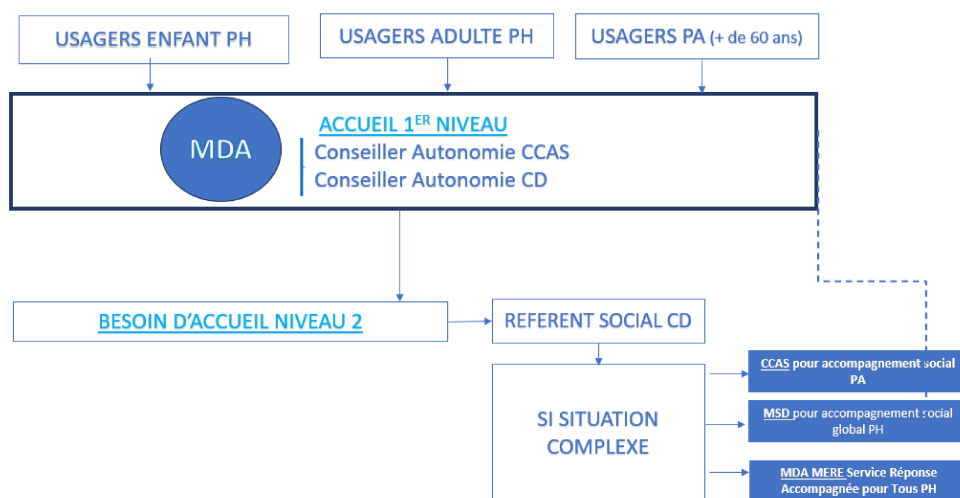 USAGERS ENFANT PH
USAGERS ADULTE PH
USAGERS PA (+ de 60 ans)
MDA
ACCUEIL 1ER NIVEAU
Conseiller Autonomie CCAS
Conseiller Autonomie CD
BESOIN D'ACCUEIL NIVEAU 2
REFERENT SOCIAL CD
SI SITUATION
COMPLEXE
CCAS pour accompagnement social
PA
MSD pour accompagnement social
global PH
MDA MERE Service Réponse
Accompagnée pour Tous PH